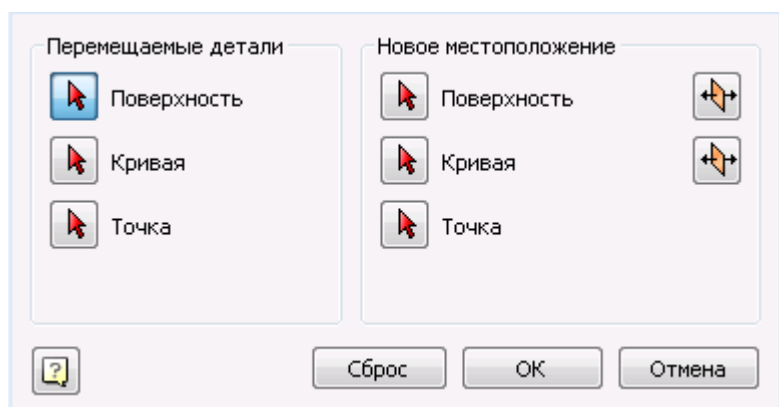 Перемещаемые детали
Поверхность
Кривая
Точка
Новое местоположение
Поверхность
Кривая
Точка
?
Сброс
ОК
Отмена